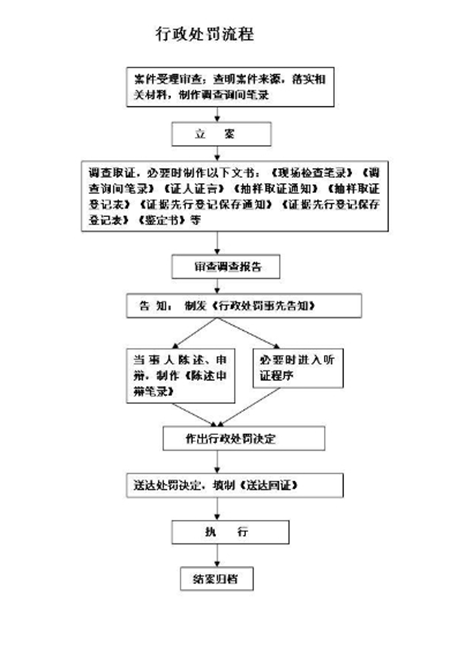 行政处罚流程
案件受理审查：查明案件来源，落实相
关材料，制作调查询问笔录
立 案
调查取证，必要时制作以下文书：《现场检查笔录》《调
查询问笔录》《证人证言》《抽样取证通知》《抽样取证
登记表》《证据先行登记保存通知》《证据先行登记保存
登记表》《鉴定书》等
审查调查报告
告 知： 制发《行政处罚事先告知》
当事人陈述、申
辩，制作《陈述申
辩笔录》
必要时进入听
证程序
作出行政处罚决定
送达处罚决定，填制《送达回证》
执 行
结案归档